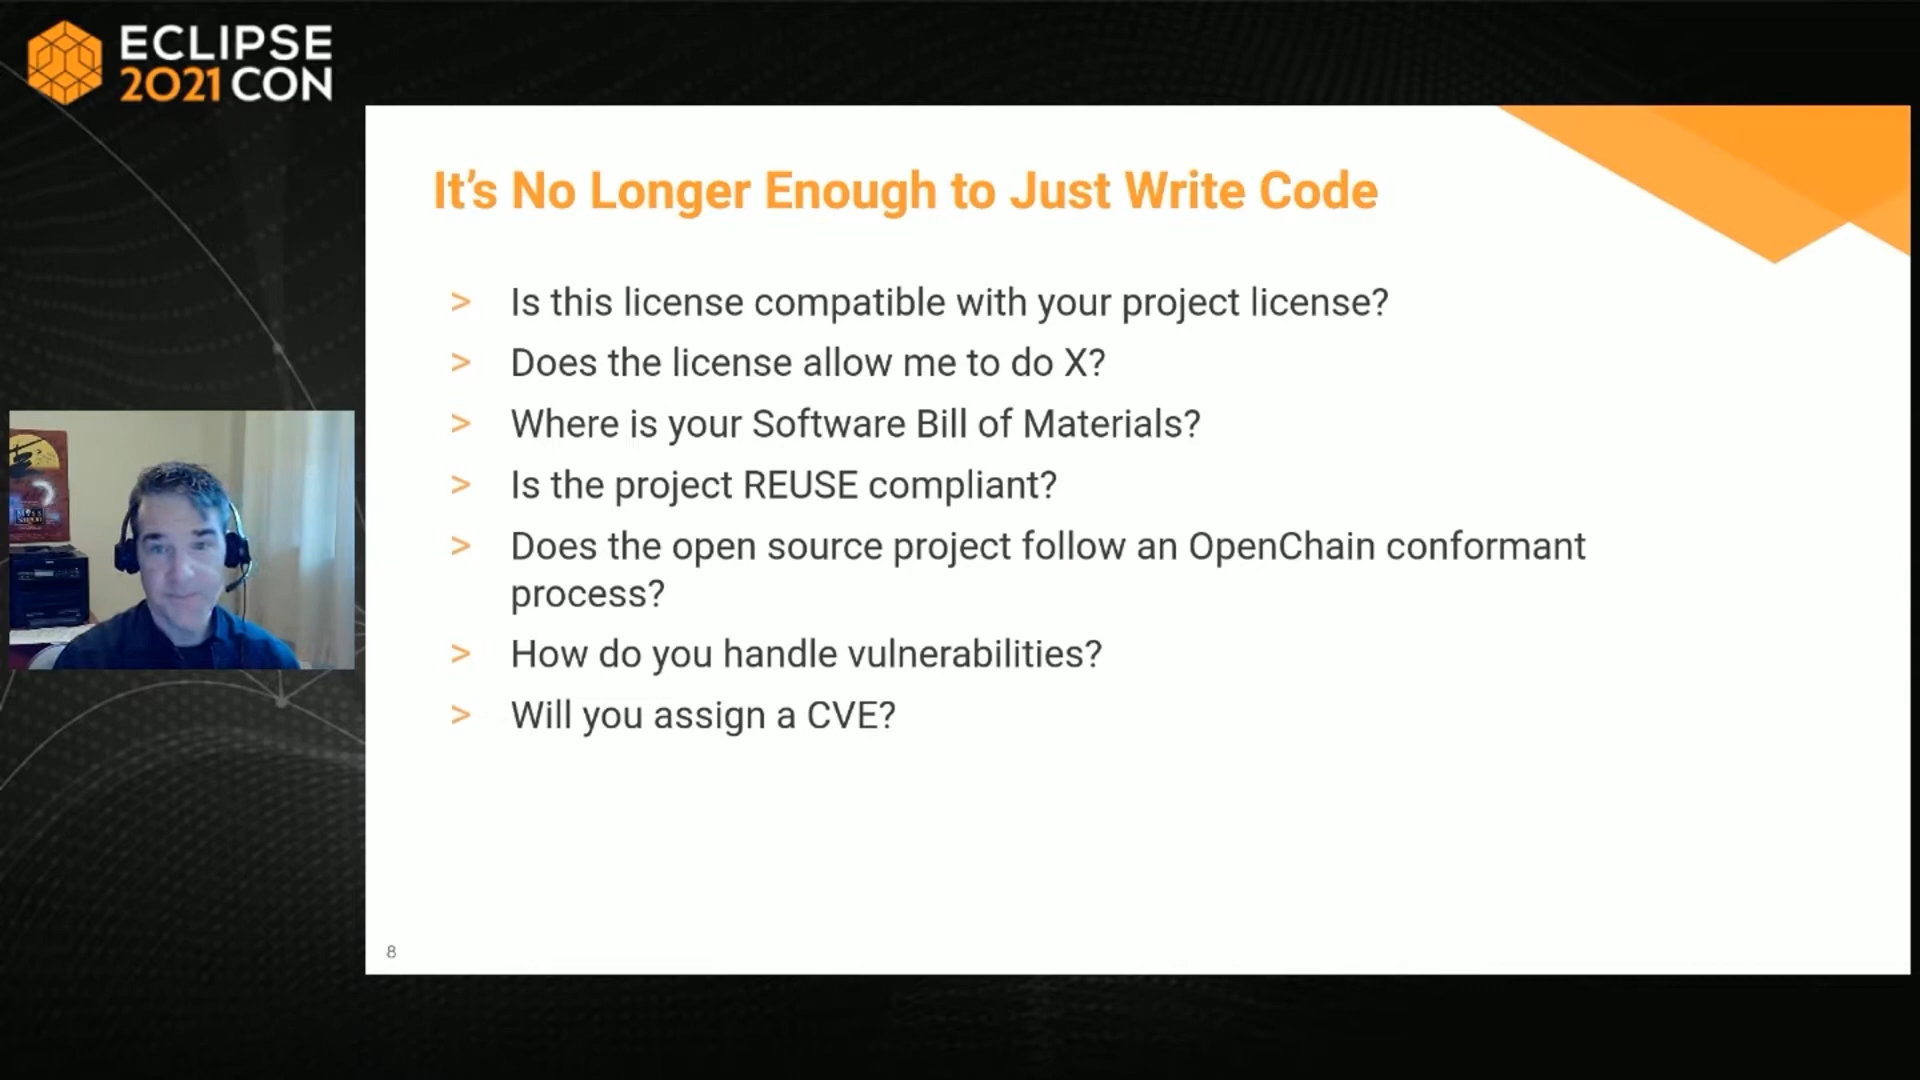 ECLIPSE
2021 CON
It's No Longer Enough to Just Write Code
> Is this license compatible with your project license?
> Does the license allow me to do X?
> Where is your Software Bill of Materials?
> Is the project REUSE compliant?
> Does the open source project follow an OpenChain conformant
process?
> How do you handle vulnerabilities?
> Will you assign a CVE?
8
MISS
SAIGON